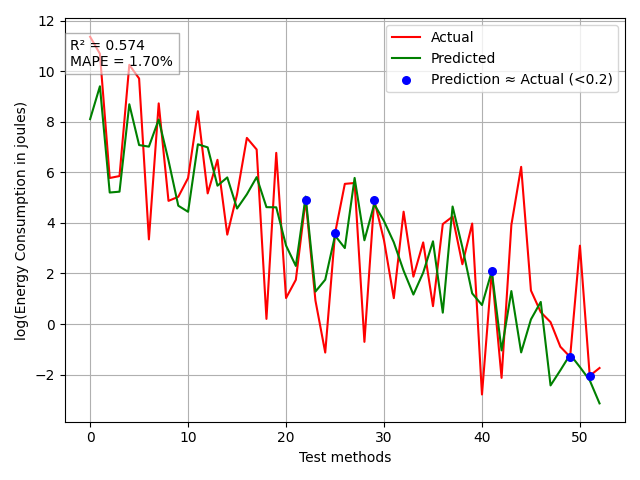 R² = 0.574
MAPE = 1.70%
Actual
Predicted
Prediction ≈ Actual (<0.2)
log(Energy Consumption in joules)
12
10
8
6
4
2
0
−2
0
10
20
30
40
50
Test methods